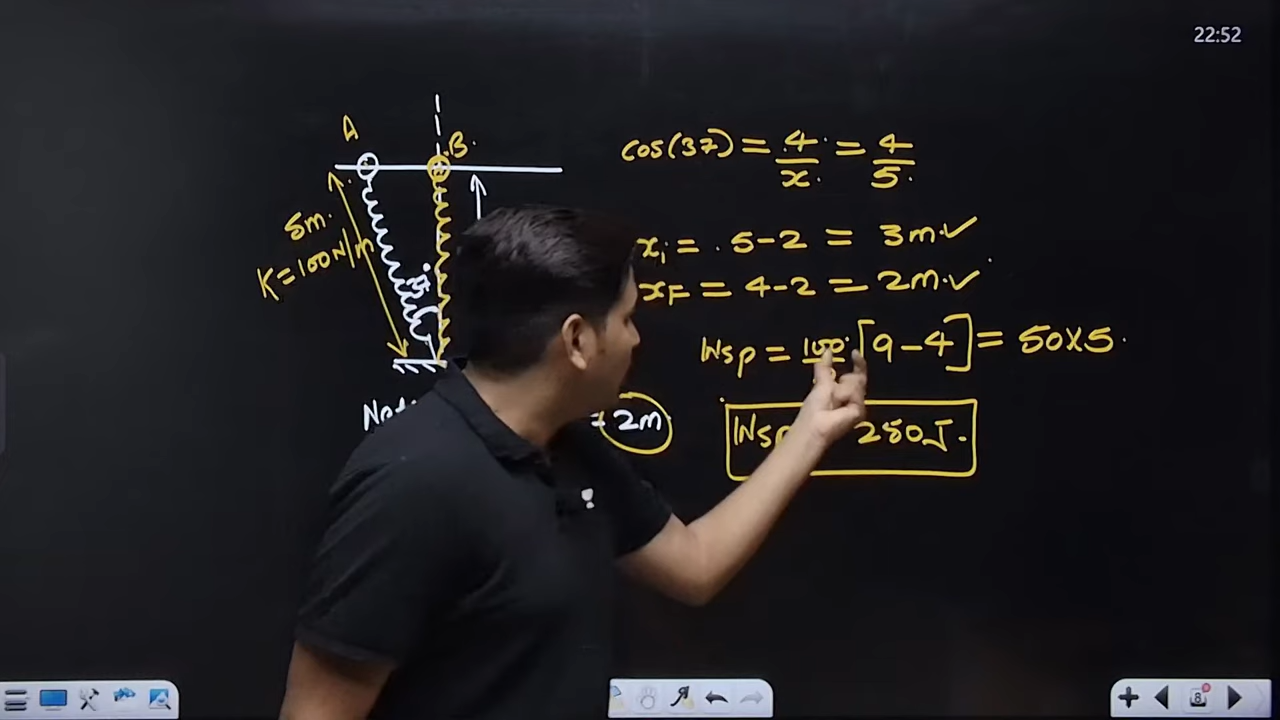 22:52
A
B
cos(37) = 4/x = 4/5
5m.
K=100N/m
xi = 5-2 = 3m.✓
xF = 4-2 = 2m.✓
Wsp = 100 [9-4] = 50×5.
= 2m
250J.